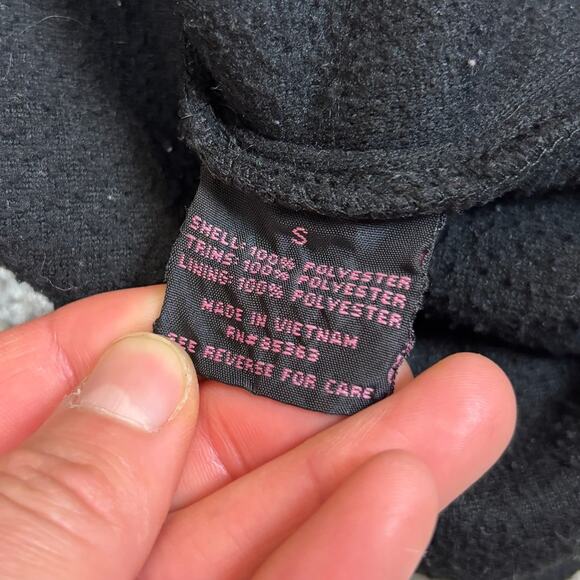 S
SHELL: 100% POLYESTER
TRIMS: 100% POLYESTER
LINING: 100% POLYESTER
MADE IN VIETNAM
RN# 85363
SEE REVERSE FOR CARE